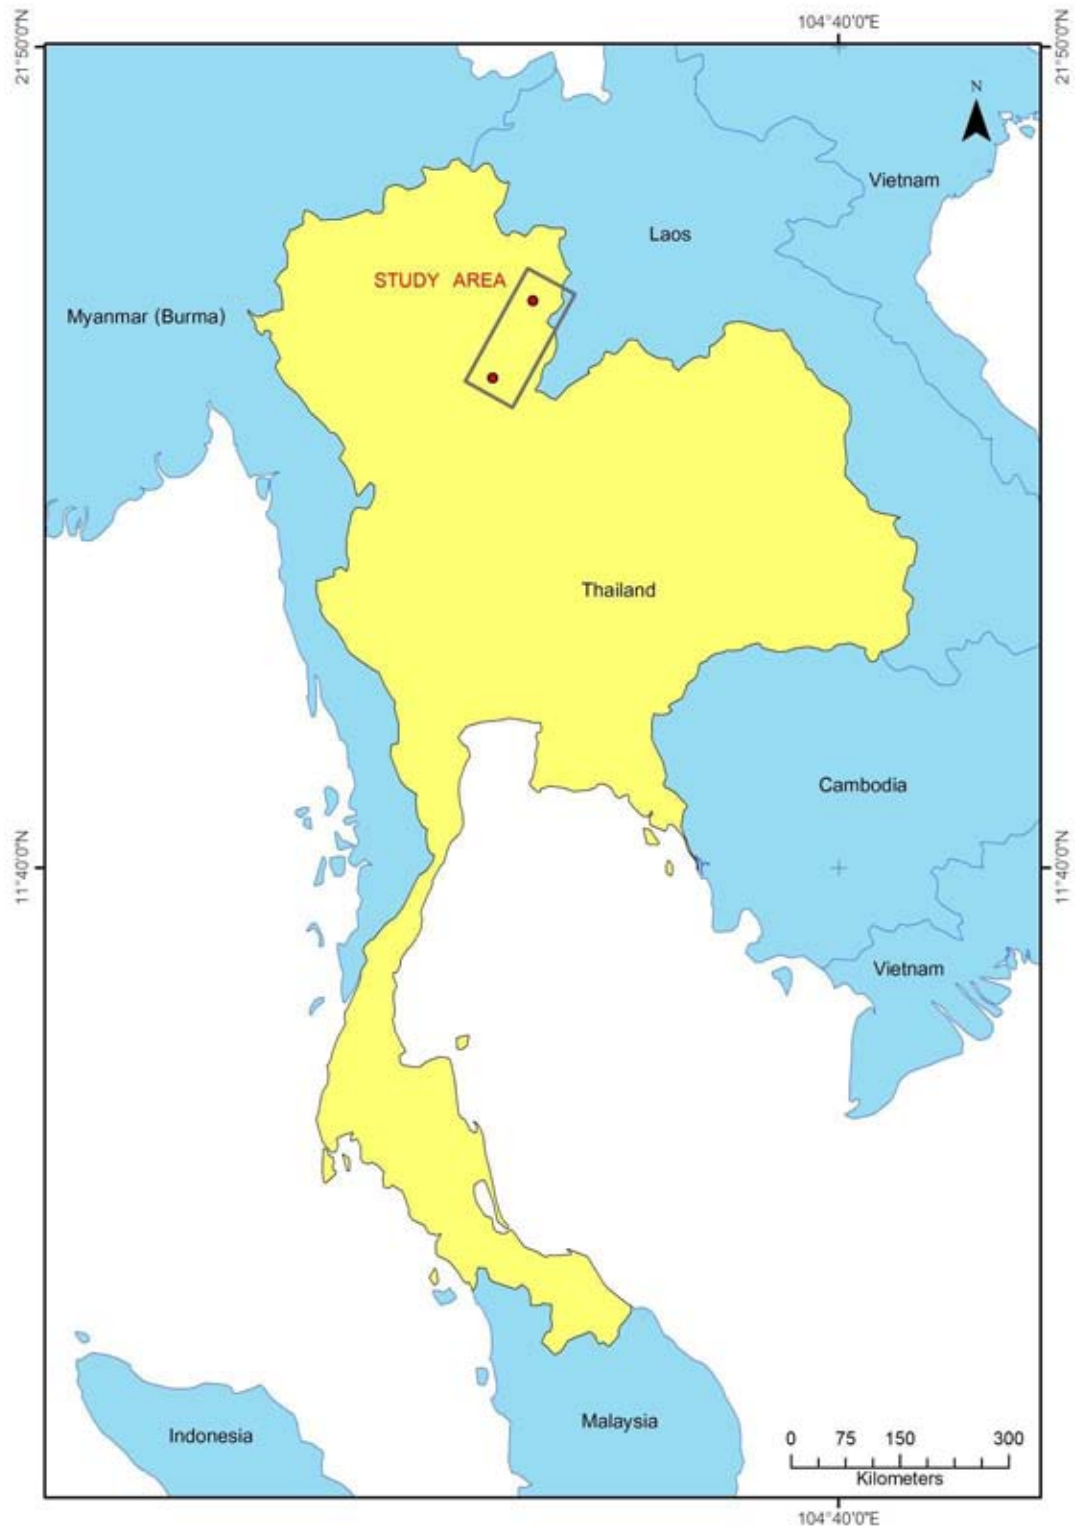 104°40'0"E
21°50'0"N
21°50'0"N
N
Vietnam
Laos
STUDY AREA
Myanmar (Burma)
Thailand
Cambodia
11°40'0"N
11°40'0"N
Vietnam
Malaysia
Indonesia
0 75 150 300
Kilometers
104°40'0"E